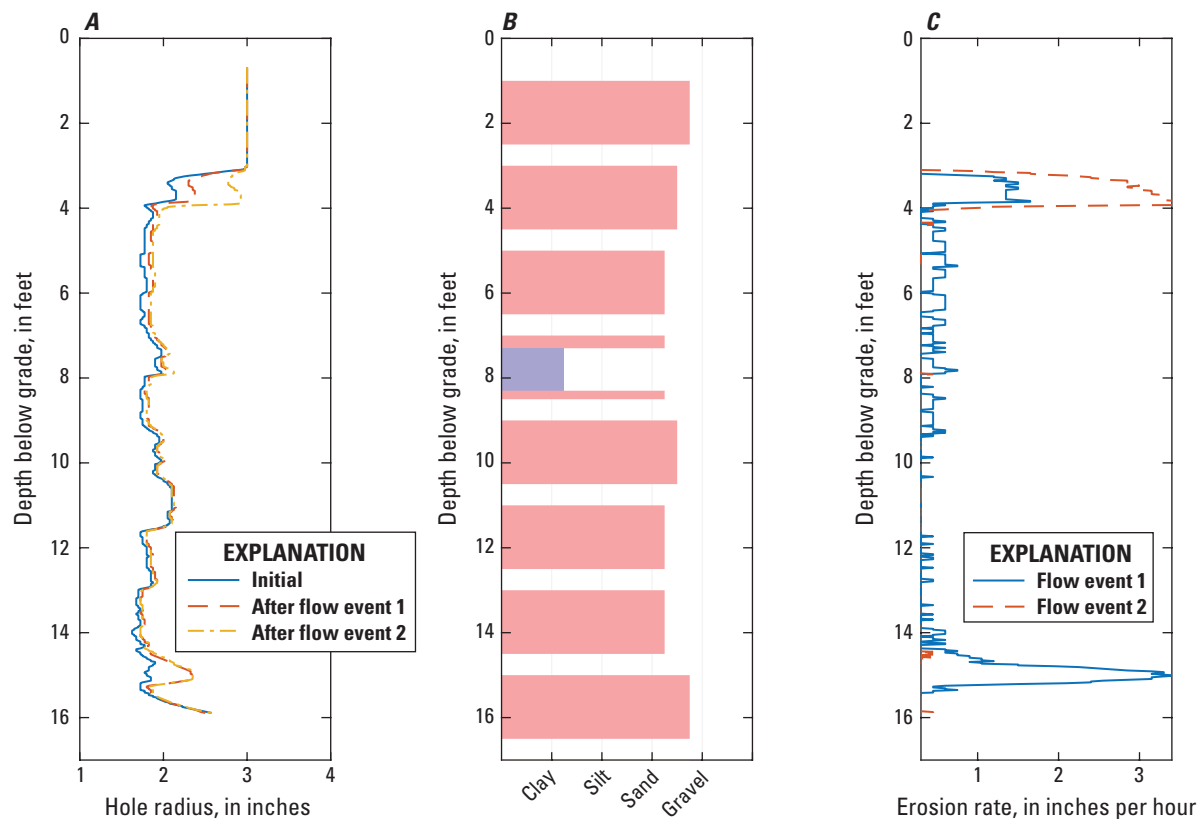 A
0
2
4
6
8
10
12
14
16
Depth below grade, in feet
1
2
3
4
Hole radius, in inches
EXPLANATION
Initial
After flow event 1
After flow event 2
B
0
2
4
6
8
10
12
14
16
Depth below grade, in feet
Clay
Silt
Sand
Gravel
C
0
2
4
6
8
10
12
14
16
Depth below grade, in feet
1
2
3
Erosion rate, in inches per hour
EXPLANATION
Flow event 1
Flow event 2